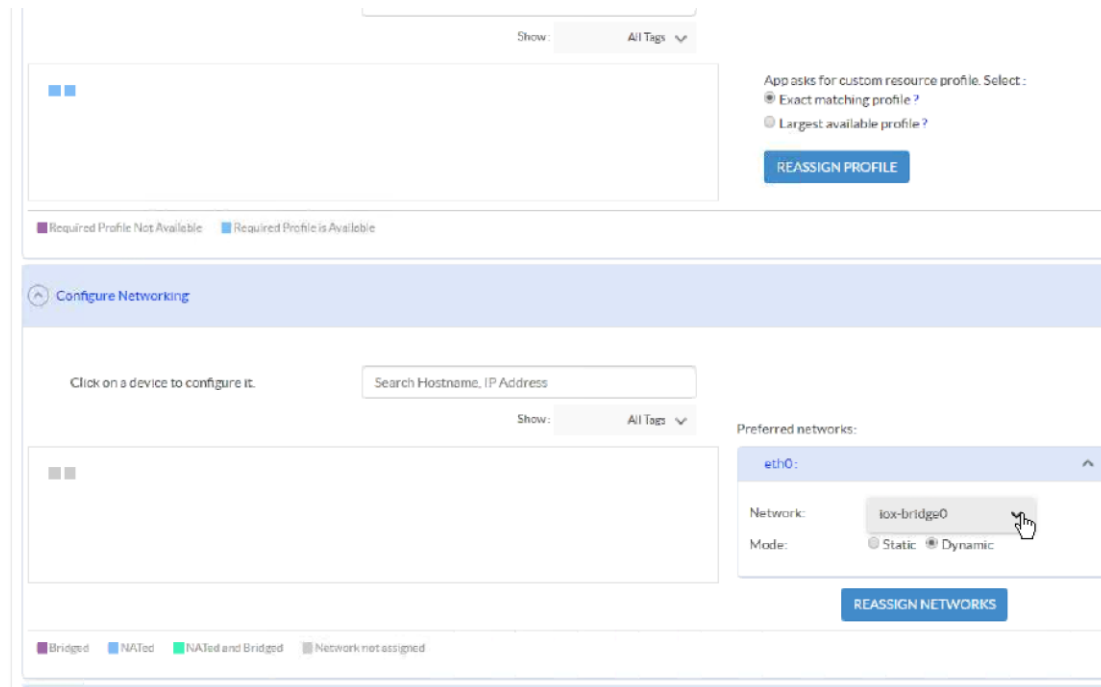 Show: All Tags
App asks for custom resource profile. Select :
Exact matching profile ?
Largest available profile ?
REASSIGN PROFILE
Required Profile Not Available Required Profile is Available
Configure Networking
Click on a device to configure it. Search Hostname, IP Address
Show: All Tags
Preferred networks:
eth0 :
Network: iox-bridge0
Mode: Static Dynamic
REASSIGN NETWORKS
Bridged NATed NATed and Bridged Network not assigned